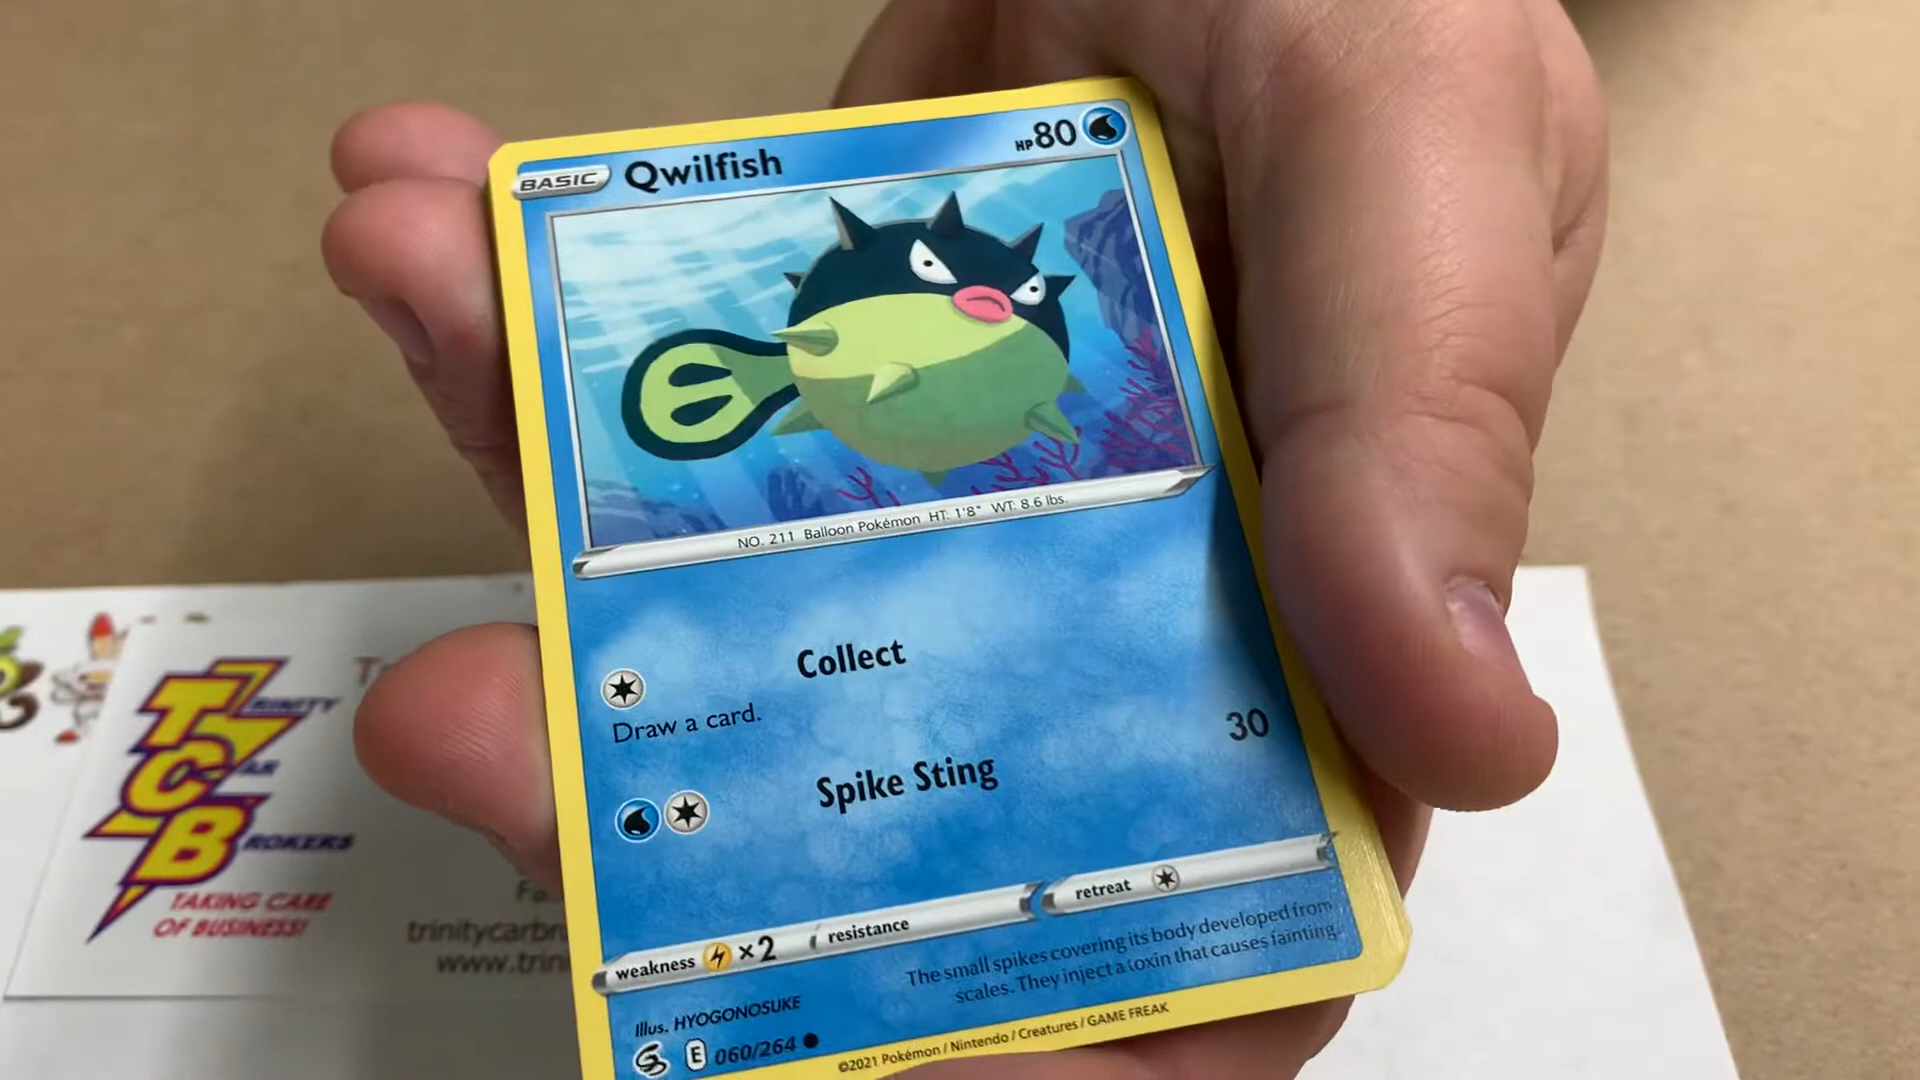 BASIC Qwilfish HP80
NO. 211 Balloon Pokémon HT: 1'8" WT: 8.6 lbs.
Collect
Draw a card.
Spike Sting 30
weakness ×2 resistance retreat
The small spikes covering its body developed from
scales. They inject a toxin that causes fainting.
Illus. HYOGONOSUKE
E 060/264
©2021 Pokémon / Nintendo / Creatures / GAME FREAK
TCB
TRINITY
CAR
BROKERS
TAKING CARE
OF BUSINESS!
trinitycarbr
www.trin